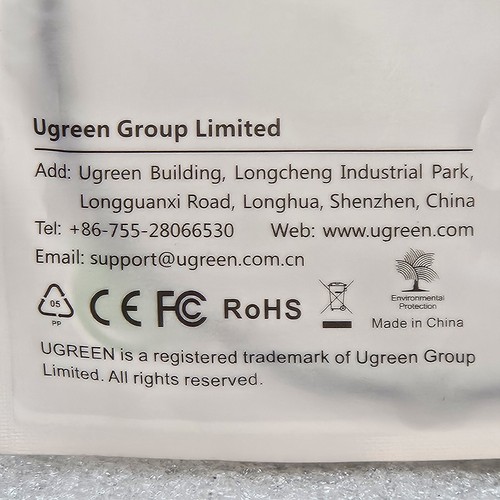 Ugreen Group Limited
Add: Ugreen Building, Longcheng Industrial Park,
Longguanxi Road, Longhua, Shenzhen, China
Tel: +86-755-28066530 Web: www.ugreen.com
Email: support@ugreen.com.cn
05
PP
CE FC RoHS
Environmental
Protection
Made in China
UGREEN is a registered trademark of Ugreen Group
Limited. All rights reserved.